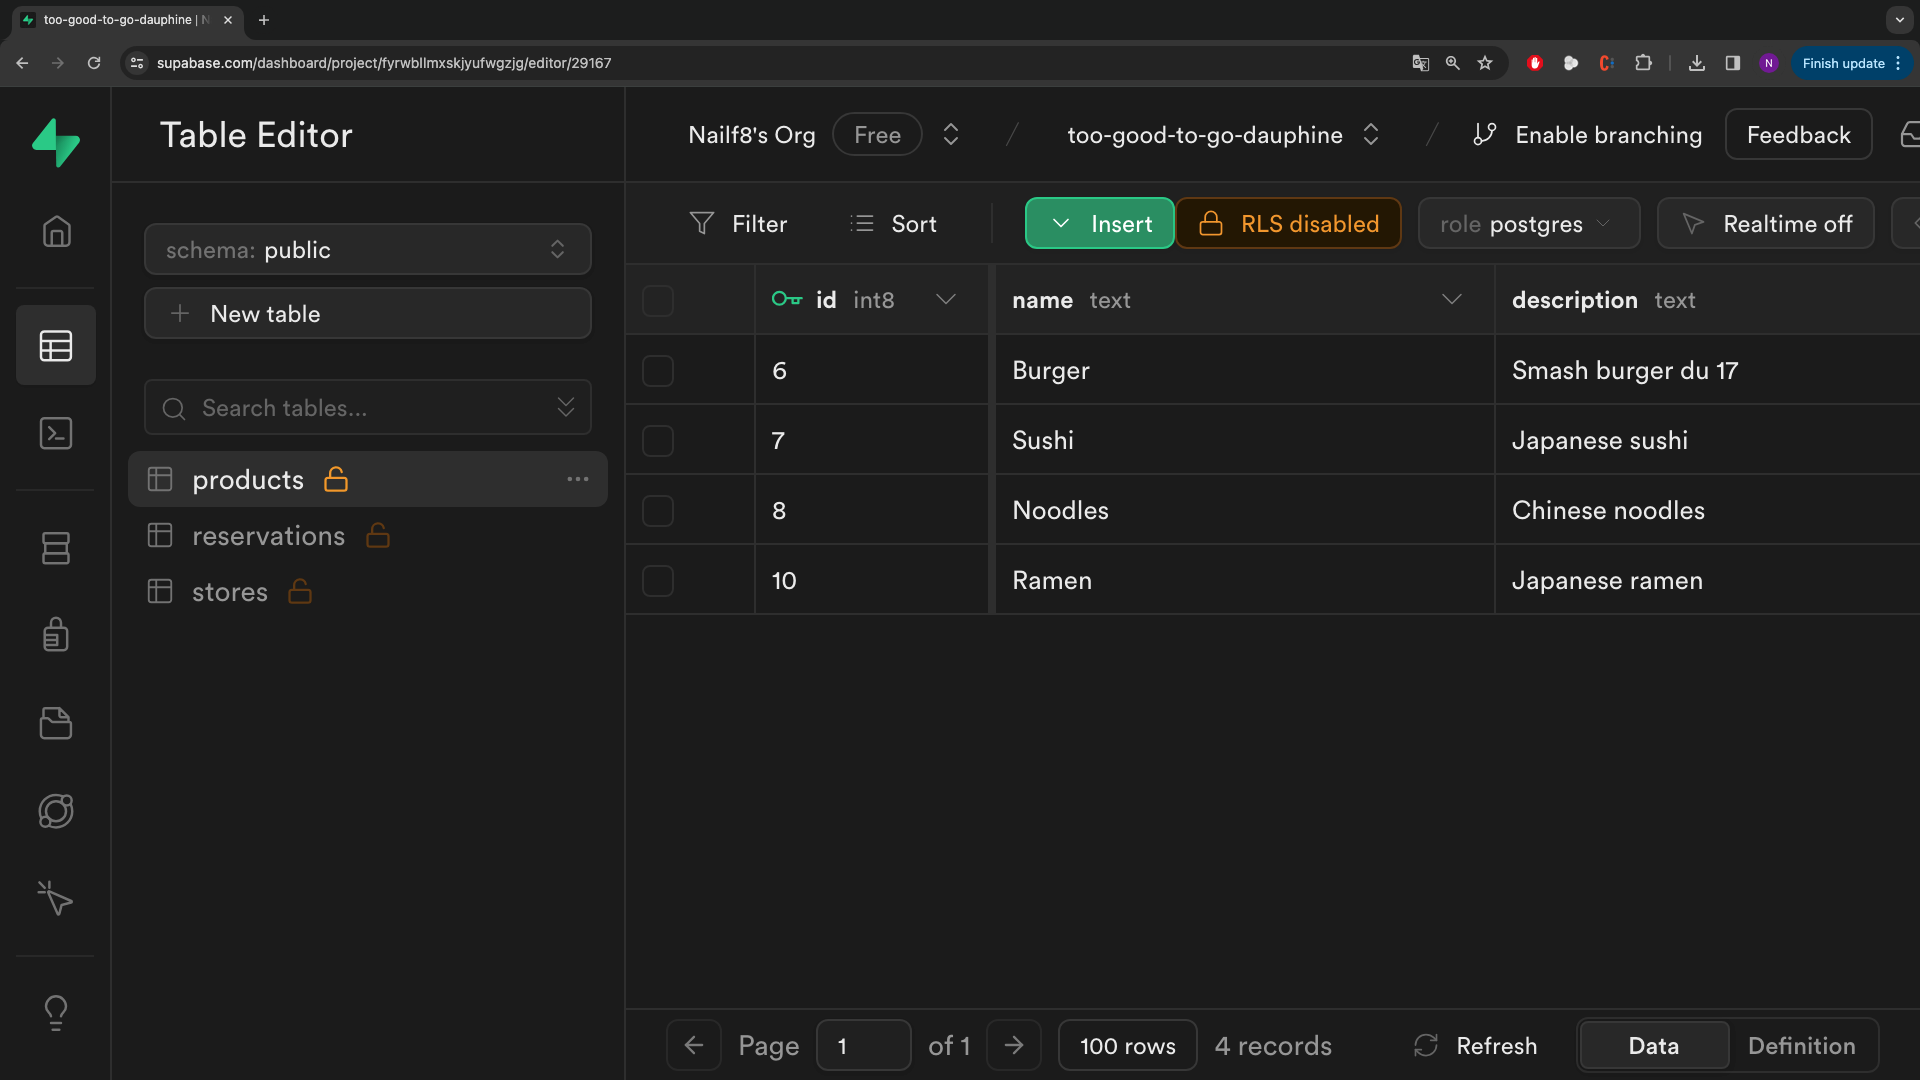 too-good-to-go-dauphine | N
supabase.com/dashboard/project/fyrwbllmxskjyufwgzjg/editor/29167
N
Finish update
Table Editor
Nailf8's Org
Free
/
too-good-to-go-dauphine
/
Enable branching
Feedback
schema: public
New table
Search tables...
products
reservations
stores
Filter
Sort
Insert
RLS disabled
role postgres
Realtime off
id int8
name text
description text
6 Burger Smash burger du 17
7 Sushi Japanese sushi
8 Noodles Chinese noodles
10 Ramen Japanese ramen
Page 1 of 1
100 rows
4 records
Refresh
Data
Definition